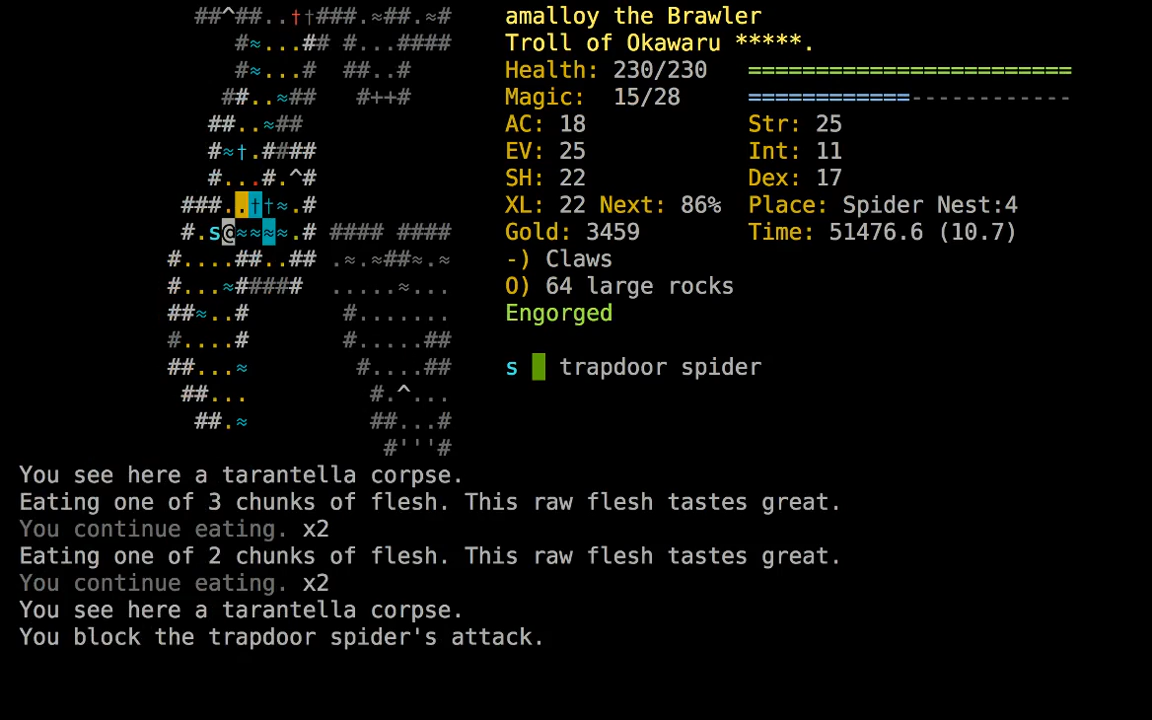 ##^##..††###.≈##.≈# amalloy the Brawler
#≈...## #...#### Troll of Okawaru *****.
#≈...# ##..# Health: 230/230 ========================
##..≈## #++# Magic: 15/28 ============------------
##..≈## AC: 18 Str: 25
#≈†.#### EV: 25 Int: 11
#...#.^# SH: 22 Dex: 17
###..††≈.# XL: 22 Next: 86% Place: Spider Nest:4
#.s@≈≈≈≈.# #### #### Gold: 3459 Time: 51476.6 (10.7)
#....##..## .≈.≈##≈.≈ -) Claws
#...≈##### .....≈... O) 64 large rocks
##≈..# #....... Engorged
#....# #.....##
##...≈ #....## s trapdoor spider
##... #.^...
##.≈ ##...#
#'''#
You see here a tarantella corpse.
Eating one of 3 chunks of flesh. This raw flesh tastes great.
You continue eating. x2
Eating one of 2 chunks of flesh. This raw flesh tastes great.
You continue eating. x2
You see here a tarantella corpse.
You block the trapdoor spider's attack.